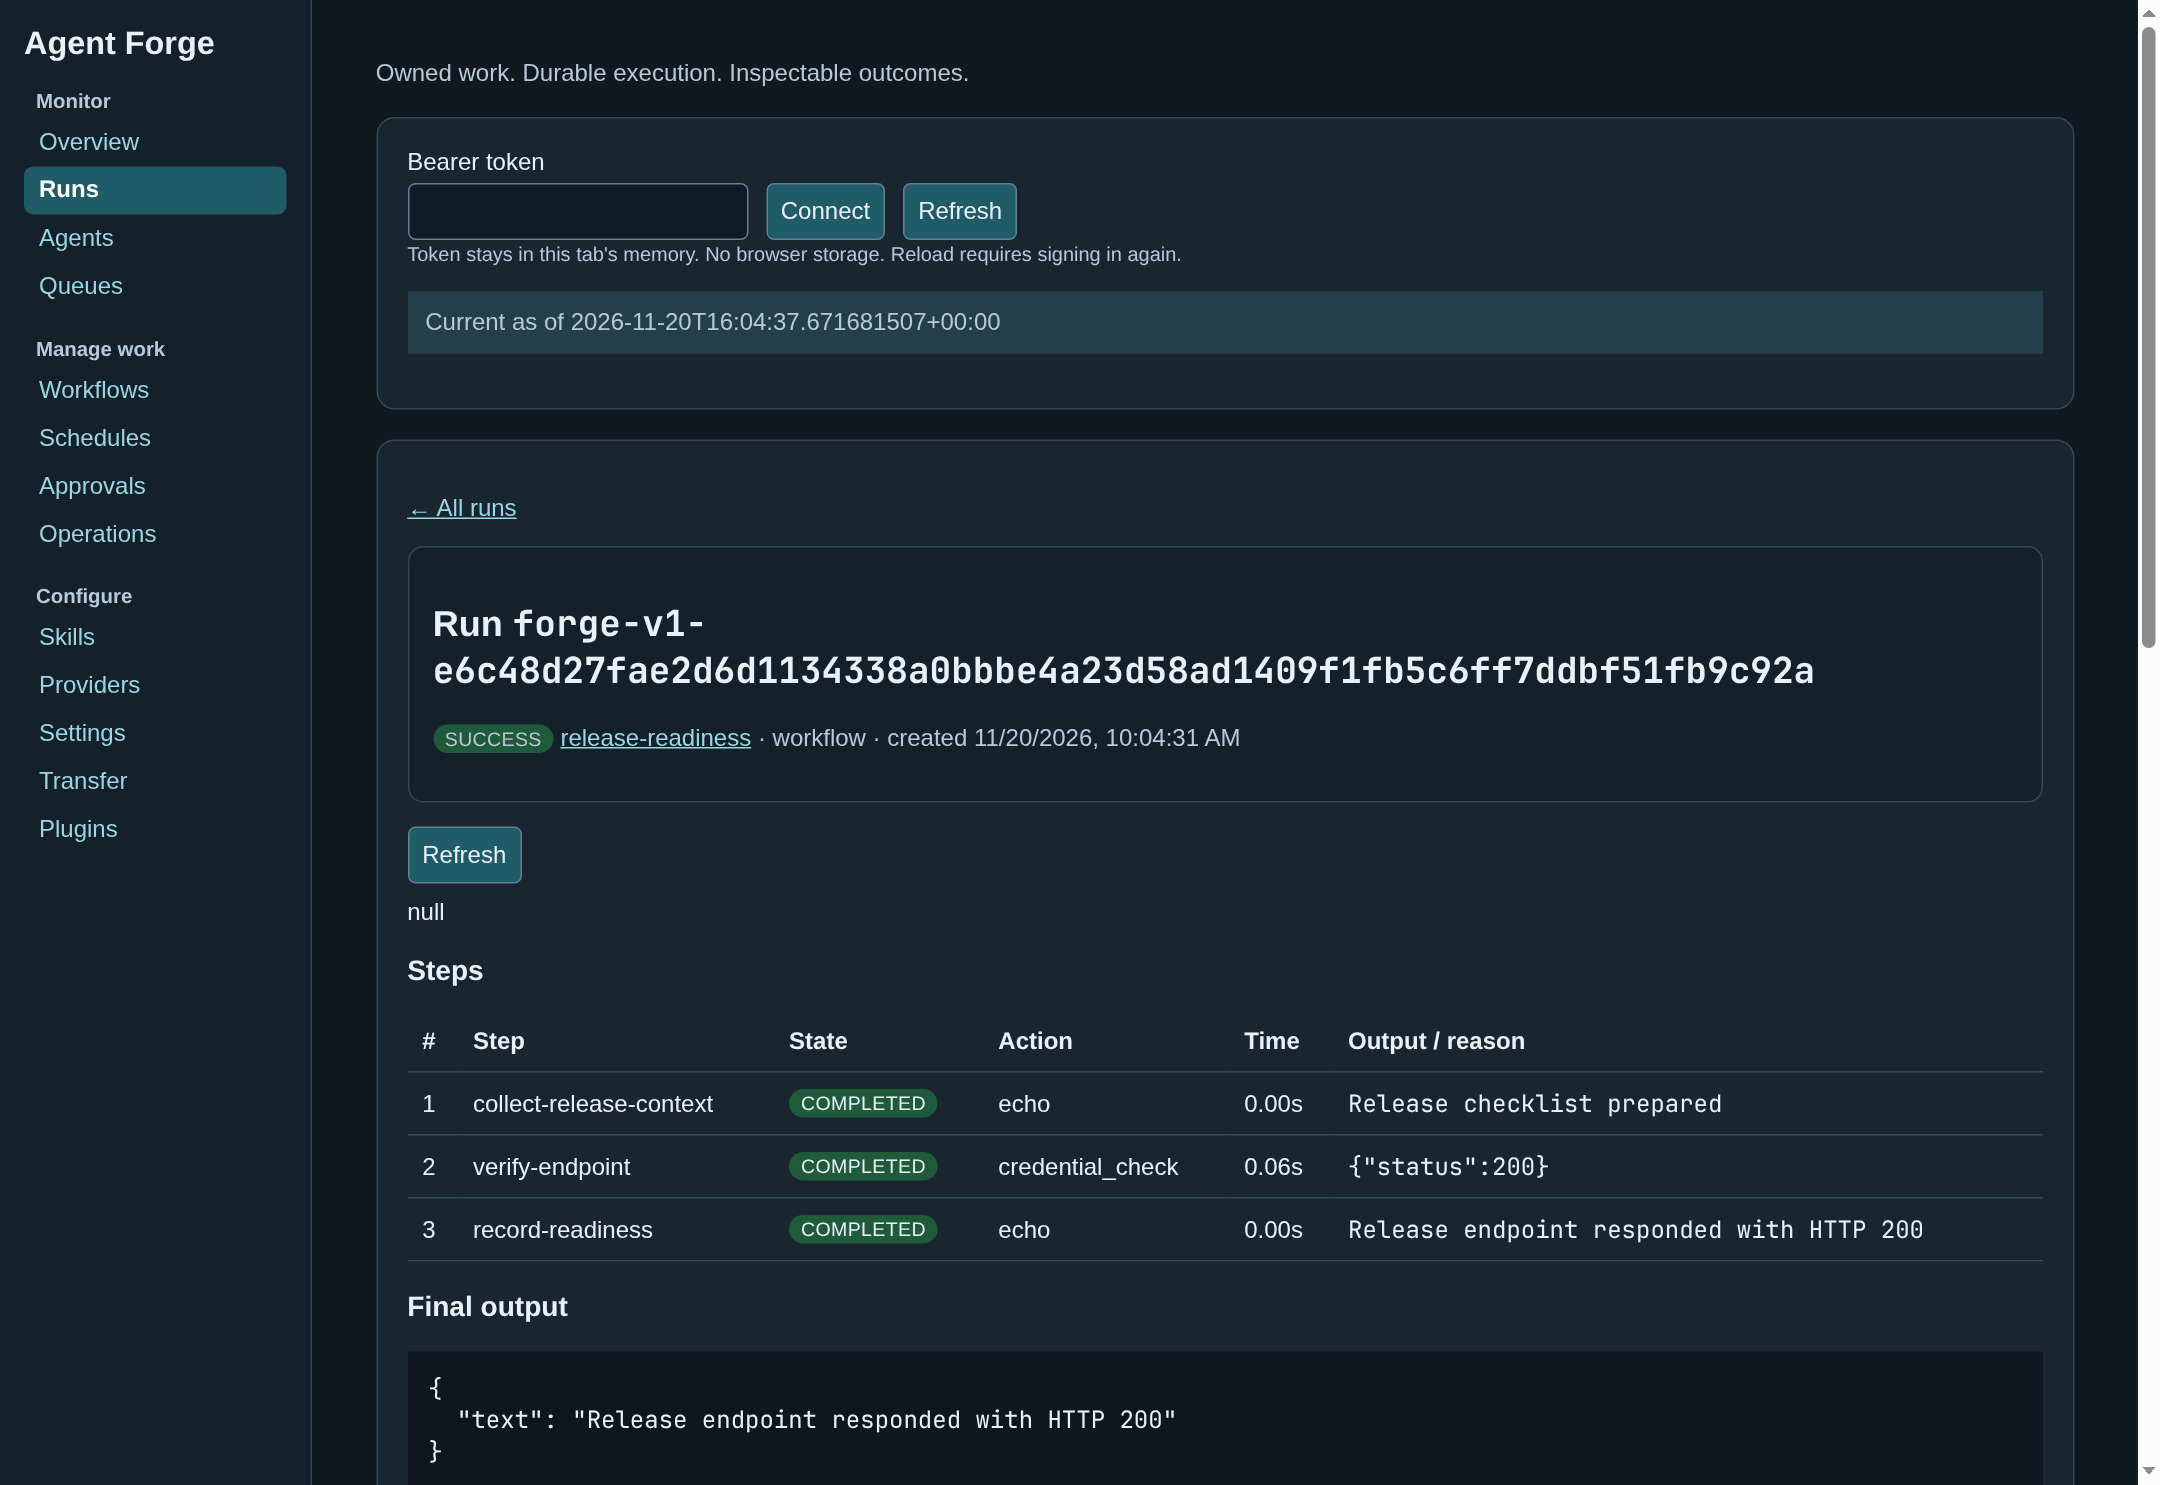 Agent Forge
Monitor
Overview
Runs
Agents
Queues
Manage work
Workflows
Schedules
Approvals
Operations
Configure
Skills
Providers
Settings
Transfer
Plugins
Owned work. Durable execution. Inspectable outcomes.
Bearer token
Connect Refresh
Token stays in this tab's memory. No browser storage. Reload requires signing in again.
Current as of 2026-11-20T16:04:37.671681507+00:00
← All runs
Run forge-v1-
e6c48d27fae2d6d1134338a0bbbe4a23d58ad1409f1fb5c6ff7ddbf51fb9c92a
SUCCESS release-readiness · workflow · created 11/20/2026, 10:04:31 AM
Refresh
null
Steps
# Step State Action Time Output / reason
1 collect-release-context COMPLETED echo 0.00s Release checklist prepared
2 verify-endpoint COMPLETED credential_check 0.06s {"status":200}
3 record-readiness COMPLETED echo 0.00s Release endpoint responded with HTTP 200
Final output
{
  "text": "Release endpoint responded with HTTP 200"
}